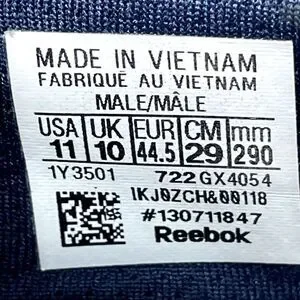 MADE IN VIETNAM
FABRIQUÉ AU VIETNAM
MALE/MÂLE
USA UK EUR CM mm
11 10 44.5 29 290
1Y3501 722 GX4054
IKJ0ZCH&00118
#130711847
Reebok